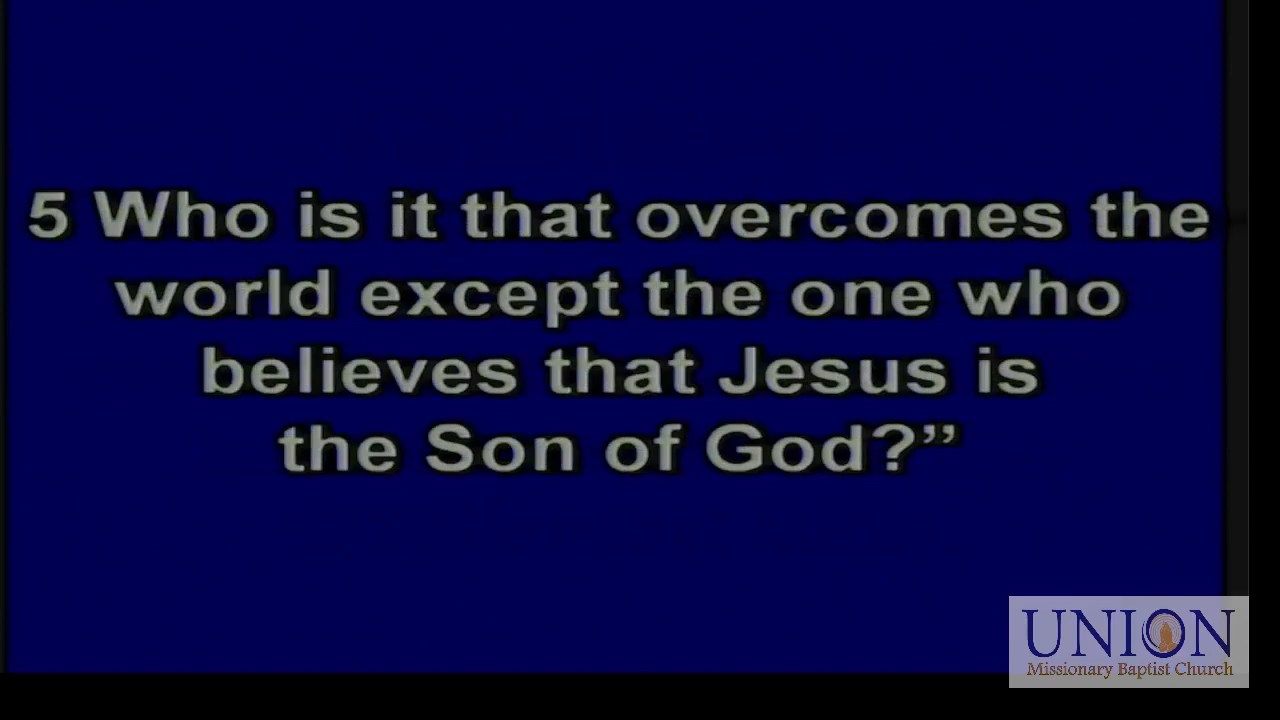 5 Who is it that overcomes the
world except the one who
believes that Jesus is
the Son of God?”
UNION
Missionary Baptist Church